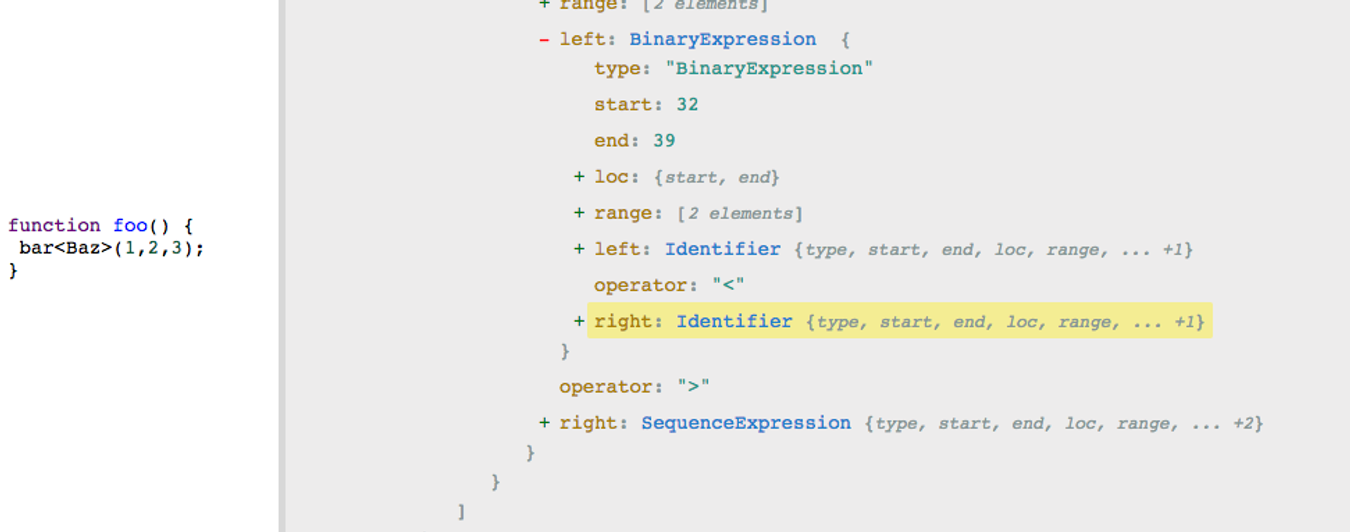 function foo() {
 bar<Baz>(1,2,3);
}
+ range: [2 elements]
- left: BinaryExpression {
type: "BinaryExpression"
start: 32
end: 39
+ loc: {start, end}
+ range: [2 elements]
+ left: Identifier {type, start, end, loc, range, ... +1}
operator: "<"
+ right: Identifier {type, start, end, loc, range, ... +1}
}
operator: ">"
+ right: SequenceExpression {type, start, end, loc, range, ... +2}
}
}
]